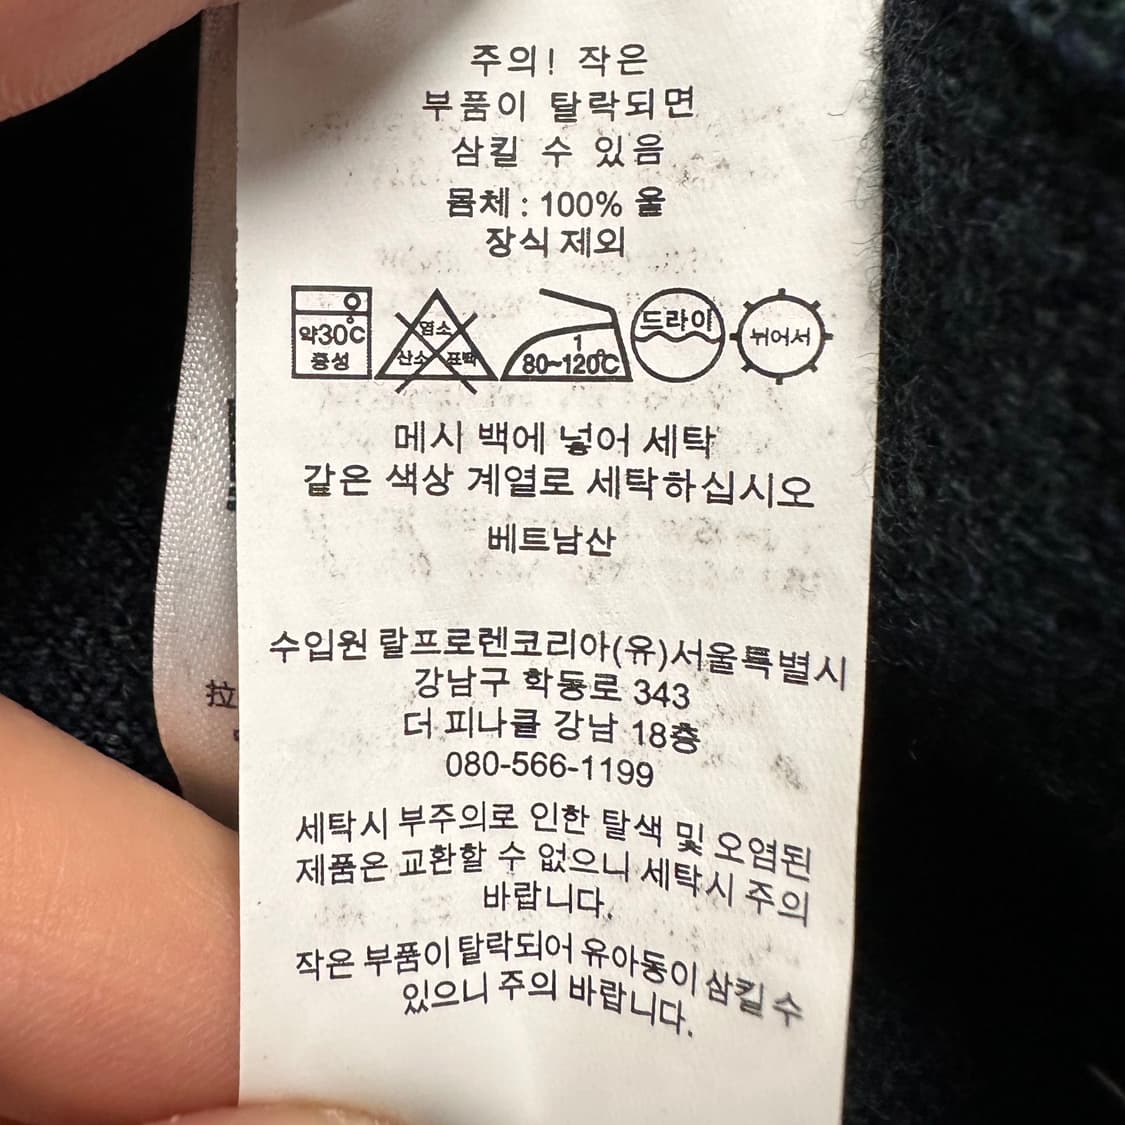 주의! 작은
부품이 탈락되면
삼킬 수 있음
몸체 : 100% 울
장식 제외
약30℃
중성
염소
산소 표백
1
80~120℃
드라이
뉘어서
메시 백에 넣어 세탁
같은 색상 계열로 세탁하십시오
베트남산
수입원 랄프로렌코리아(유)서울특별시
강남구 학동로 343
더 피나클 강남 18층
080-566-1199
세탁시 부주의로 인한 탈색 및 오염된
제품은 교환할 수 없으니 세탁시 주의
바랍니다.
작은 부품이 탈락되어 유아동이 삼킬 수
있으니 주의 바랍니다.
拉